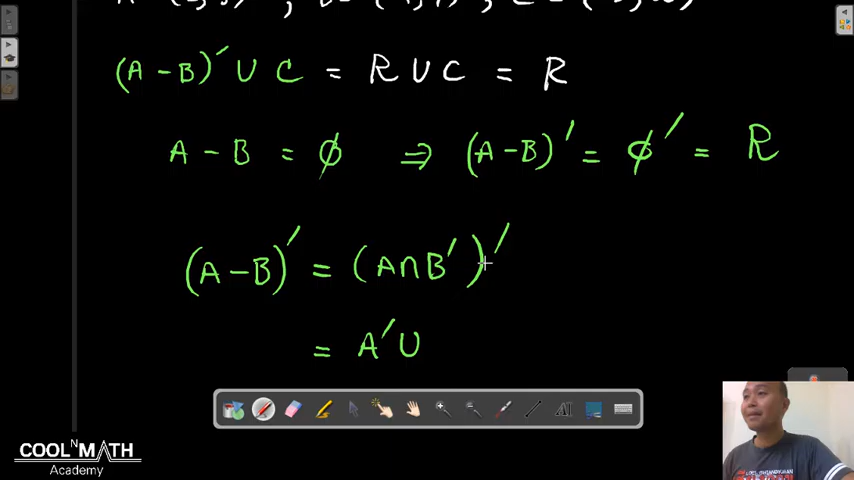 (A-B)′ ∪ C = R ∪ C = R
A - B = ϕ ⇒ (A-B)′ = ϕ′ = R
(A-B)′ = (A∩B′)′
= A′ ∪
COOL N MATH
Academy